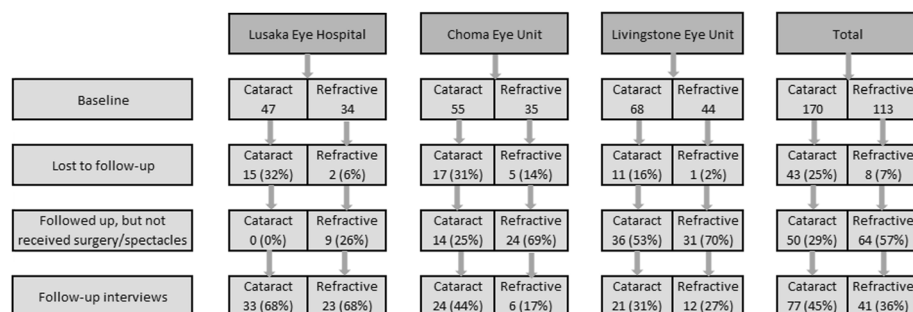 Lusaka Eye Hospital Choma Eye Unit Livingstone Eye Unit Total
Baseline Cataract Refractive Cataract Refractive Cataract Refractive Cataract Refractive
47 34 55 35 68 44 170 113
Lost to follow-up Cataract Refractive Cataract Refractive Cataract Refractive Cataract Refractive
15 (32%) 2 (6%) 17 (31%) 5 (14%) 11 (16%) 1 (2%) 43 (25%) 8 (7%)
Followed up, but not Cataract Refractive Cataract Refractive Cataract Refractive Cataract Refractive
received surgery/spectacles 0 (0%) 9 (26%) 14 (25%) 24 (69%) 36 (53%) 31 (70%) 50 (29%) 64 (57%)
Follow-up interviews Cataract Refractive Cataract Refractive Cataract Refractive Cataract Refractive
33 (68%) 23 (68%) 24 (44%) 6 (17%) 21 (31%) 12 (27%) 77 (45%) 41 (36%)